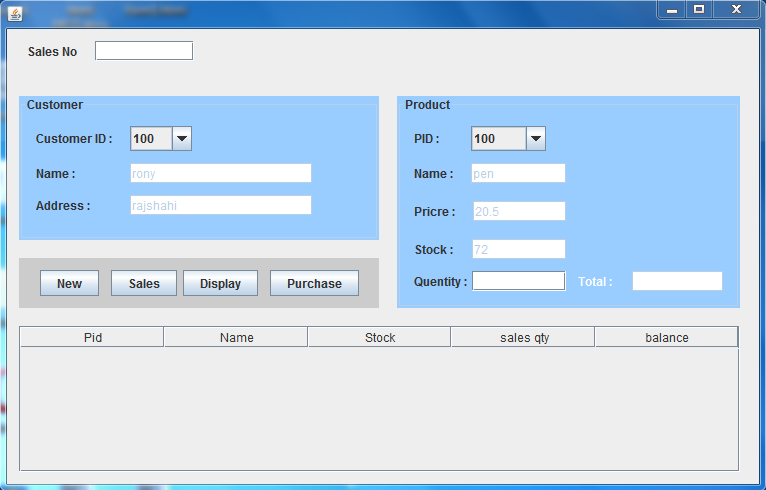 Sales No
Customer
Customer ID : 100
Name : rony
Address : rajshahi
Product
PID : 100
Name : pen
Pricre : 20.5
Stock : 72
Quentity : Total :
New Sales Display Purchase
Pid Name Stock sales qty balance